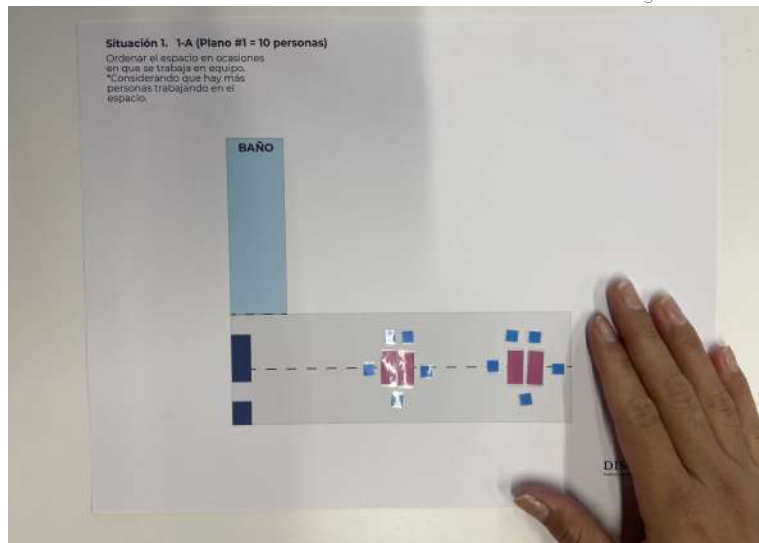 Situación 1. 1-A (Plano #1 = 10 personas)
Ordenar el espacio en ocasiones
en que se trabaja en equipo.
*Considerando que hay más
personas trabajando en el
espacio.
BAÑO